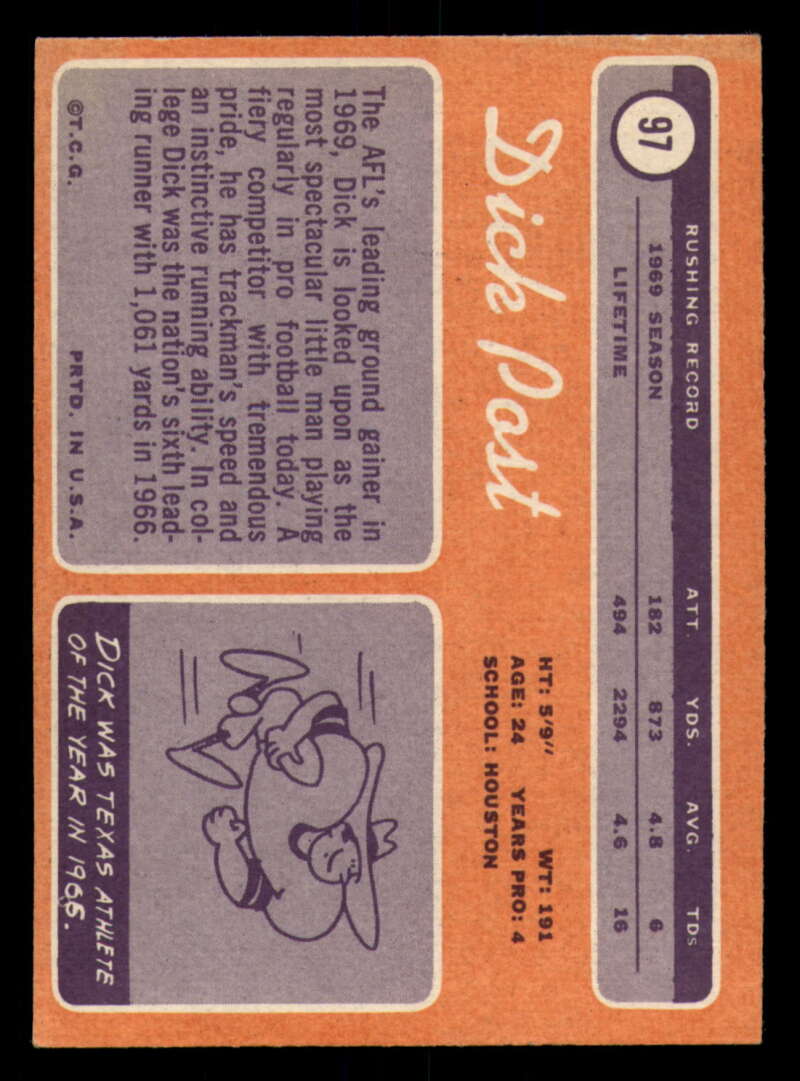 97
RUSHING RECORD ATT. YDS. AVG. TDs
1969 SEASON 182 873 4.8 6
LIFETIME 494 2294 4.6 16
Dick Post
HT: 5'9" WT: 191
AGE: 24 YEARS PRO: 4
SCHOOL: HOUSTON
The AFL's leading ground gainer in
1969, Dick is looked upon as the
most spectacular little man playing
regularly in pro football today. A
fiery competitor with tremendous
pride, he has trackman's speed and
an instinctive running ability. In col-
lege Dick was the nation's sixth lead-
ing runner with 1,061 yards in 1966.
©T.C.G. PRTD. IN U.S.A.
DICK WAS TEXAS ATHLETE
OF THE YEAR IN 1965.